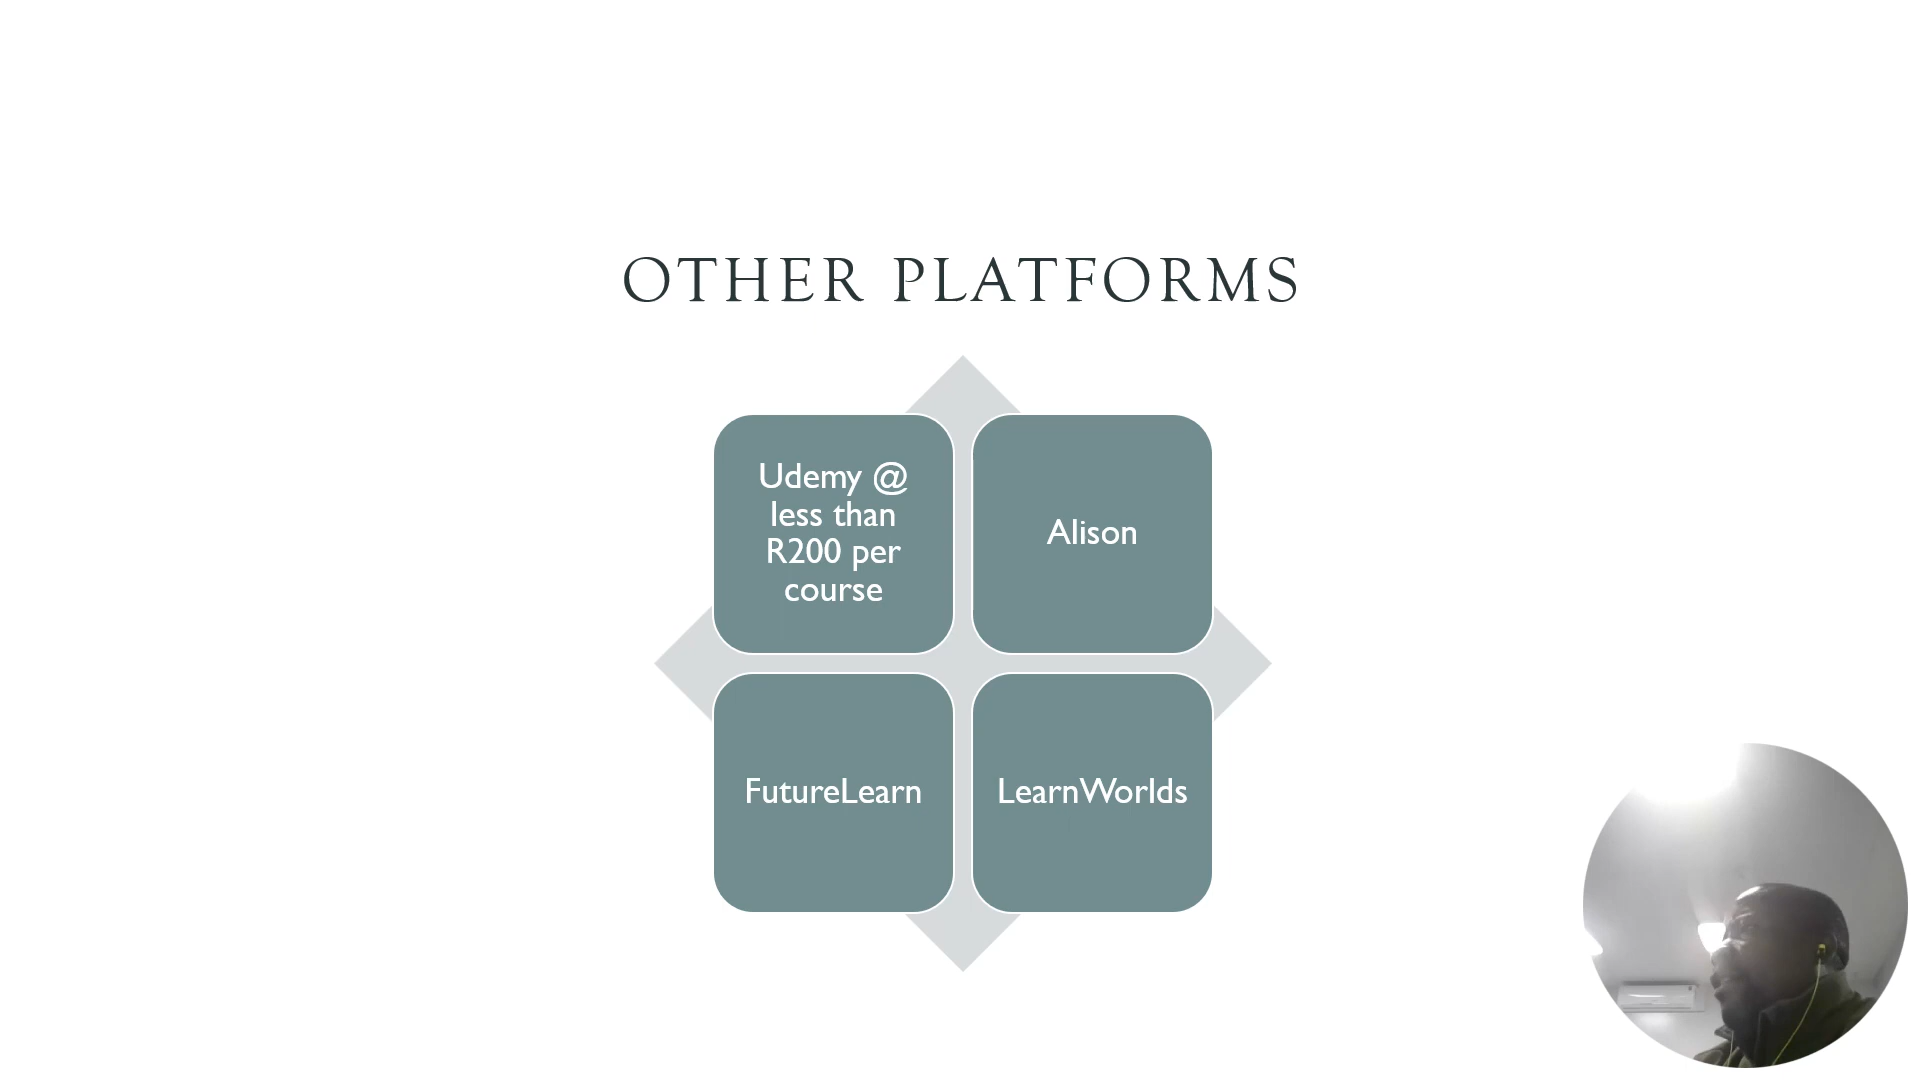 OTHER PLATFORMS
Udemy @
less than
R200 per
course
Alison
FutureLearn
LearnWorlds